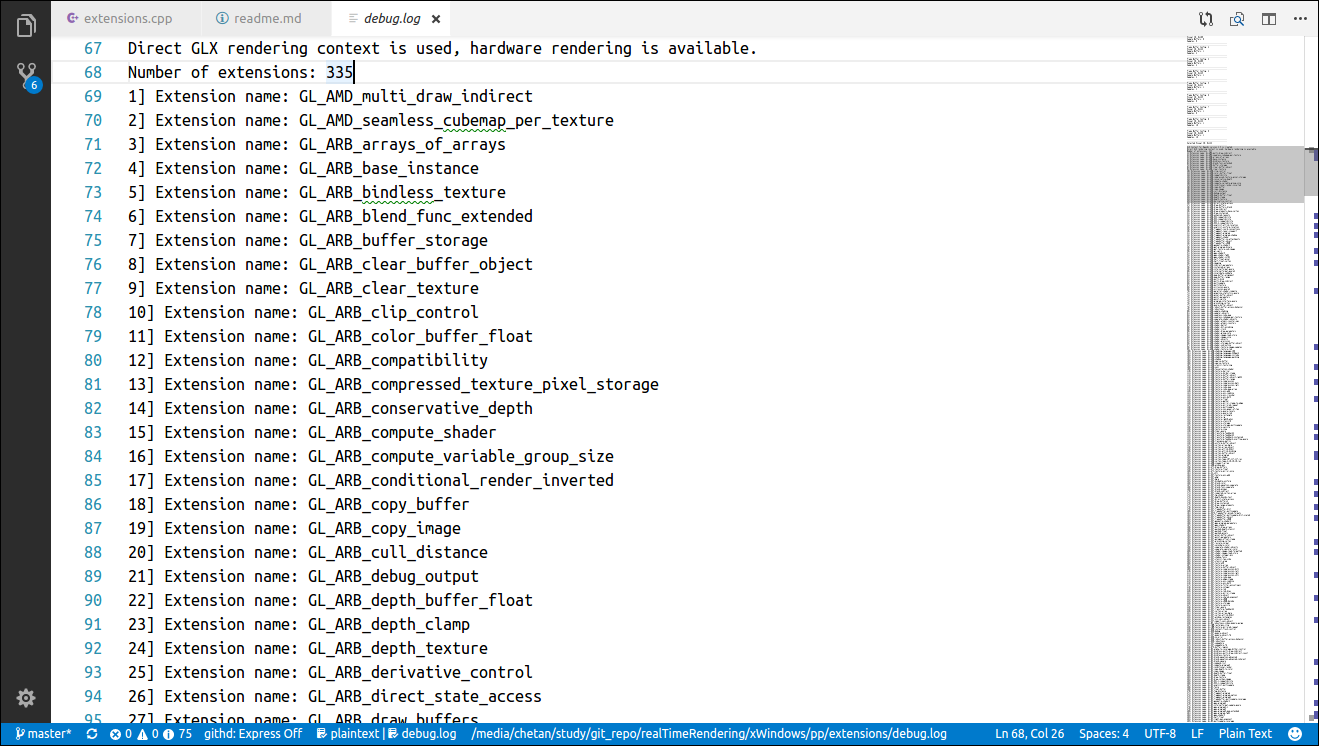 extensions.cpp readme.md debug.log
67 Direct GLX rendering context is used, hardware rendering is available.
68 Number of extensions: 335
69 1] Extension name: GL_AMD_multi_draw_indirect
70 2] Extension name: GL_AMD_seamless_cubemap_per_texture
71 3] Extension name: GL_ARB_arrays_of_arrays
72 4] Extension name: GL_ARB_base_instance
73 5] Extension name: GL_ARB_bindless_texture
74 6] Extension name: GL_ARB_blend_func_extended
75 7] Extension name: GL_ARB_buffer_storage
76 8] Extension name: GL_ARB_clear_buffer_object
77 9] Extension name: GL_ARB_clear_texture
78 10] Extension name: GL_ARB_clip_control
79 11] Extension name: GL_ARB_color_buffer_float
80 12] Extension name: GL_ARB_compatibility
81 13] Extension name: GL_ARB_compressed_texture_pixel_storage
82 14] Extension name: GL_ARB_conservative_depth
83 15] Extension name: GL_ARB_compute_shader
84 16] Extension name: GL_ARB_compute_variable_group_size
85 17] Extension name: GL_ARB_conditional_render_inverted
86 18] Extension name: GL_ARB_copy_buffer
87 19] Extension name: GL_ARB_copy_image
88 20] Extension name: GL_ARB_cull_distance
89 21] Extension name: GL_ARB_debug_output
90 22] Extension name: GL_ARB_depth_buffer_float
91 23] Extension name: GL_ARB_depth_clamp
92 24] Extension name: GL_ARB_depth_texture
93 25] Extension name: GL_ARB_derivative_control
94 26] Extension name: GL_ARB_direct_state_access
95 27] Extension name: GL_ARB_draw_buffers
6
master* 0 0 75 githd: Express Off plaintext | debug.log /media/chetan/study/git_repo/realTimeRendering/xWindows/pp/extensions/debug.log Ln 68, Col 26 Spaces: 4 UTF-8 LF Plain Text